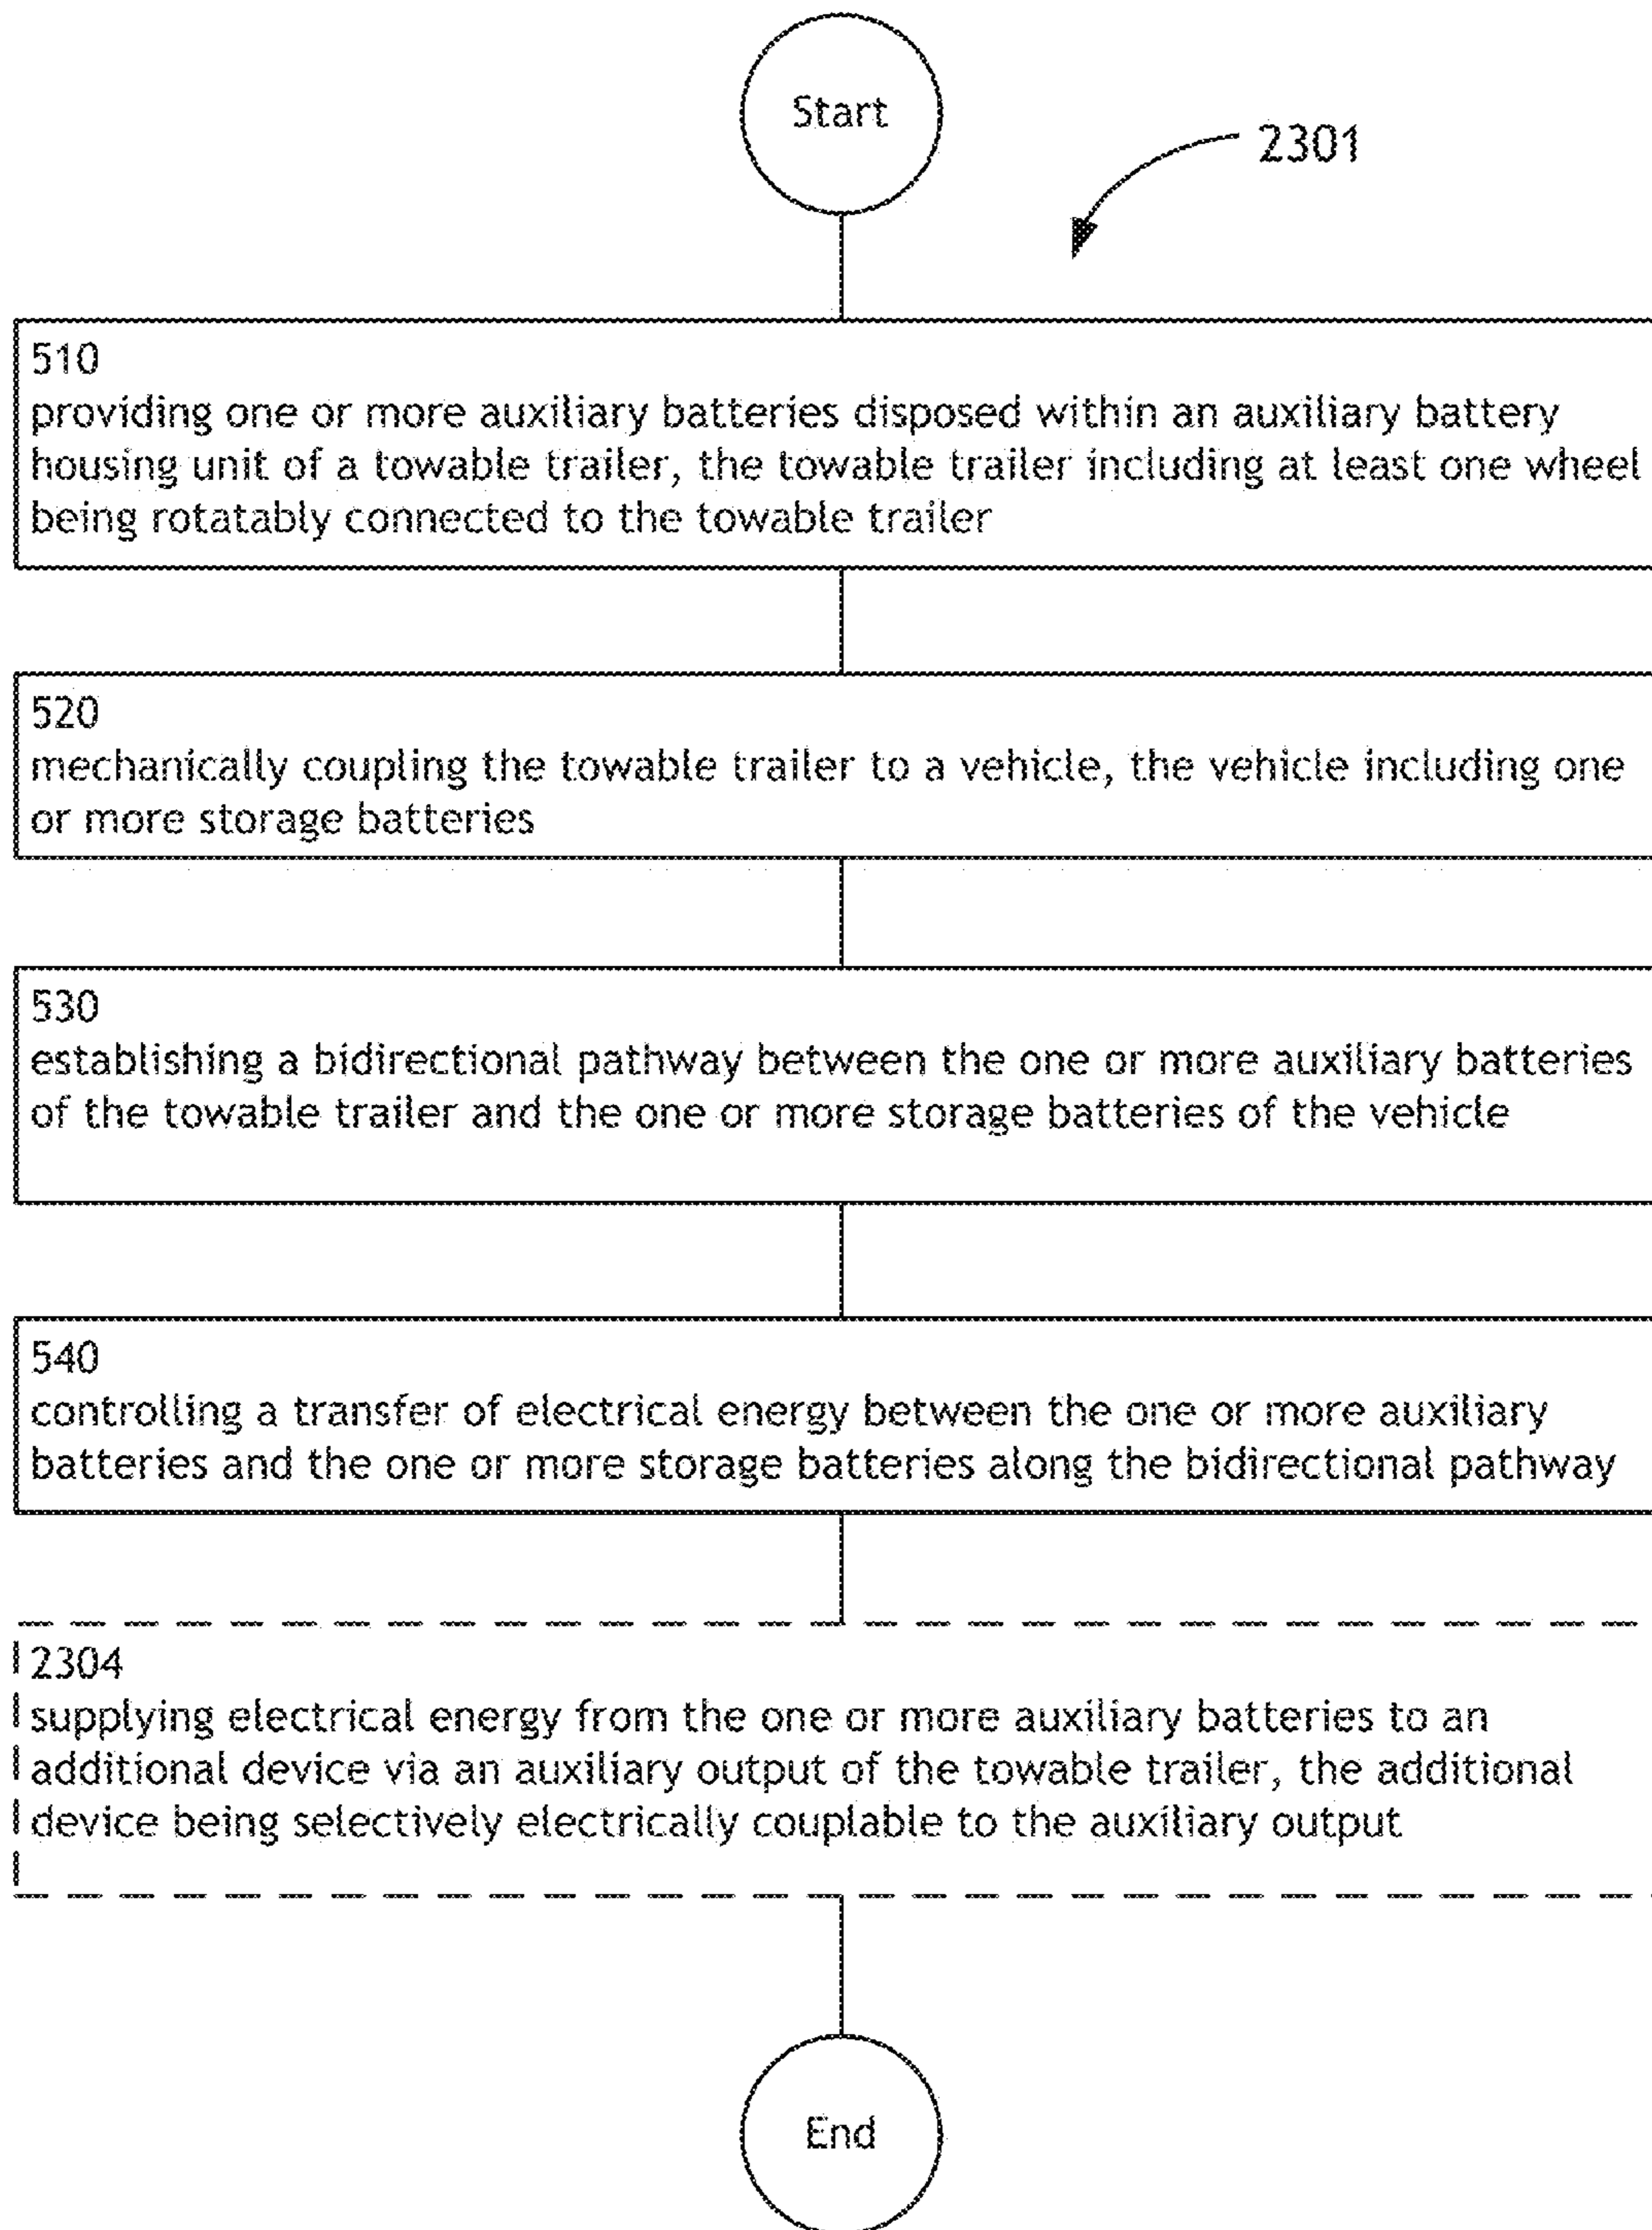 Start
2301
510
providing one or more auxiliary batteries disposed within an auxiliary battery
housing unit of a towable trailer, the towable trailer including at least one wheel
being rotatably connected to the towable trailer
520
mechanically coupling the towable trailer to a vehicle, the vehicle including one
or more storage batteries
530
establishing a bidirectional pathway between the one or more auxiliary batteries
of the towable trailer and the one or more storage batteries of the vehicle
540
controlling a transfer of electrical energy between the one or more auxiliary
batteries and the one or more storage batteries along the bidirectional pathway
2304
supplying electrical energy from the one or more auxiliary batteries to an
additional device via an auxiliary output of the towable trailer, the additional
device being selectively electrically couplable to the auxiliary output
End